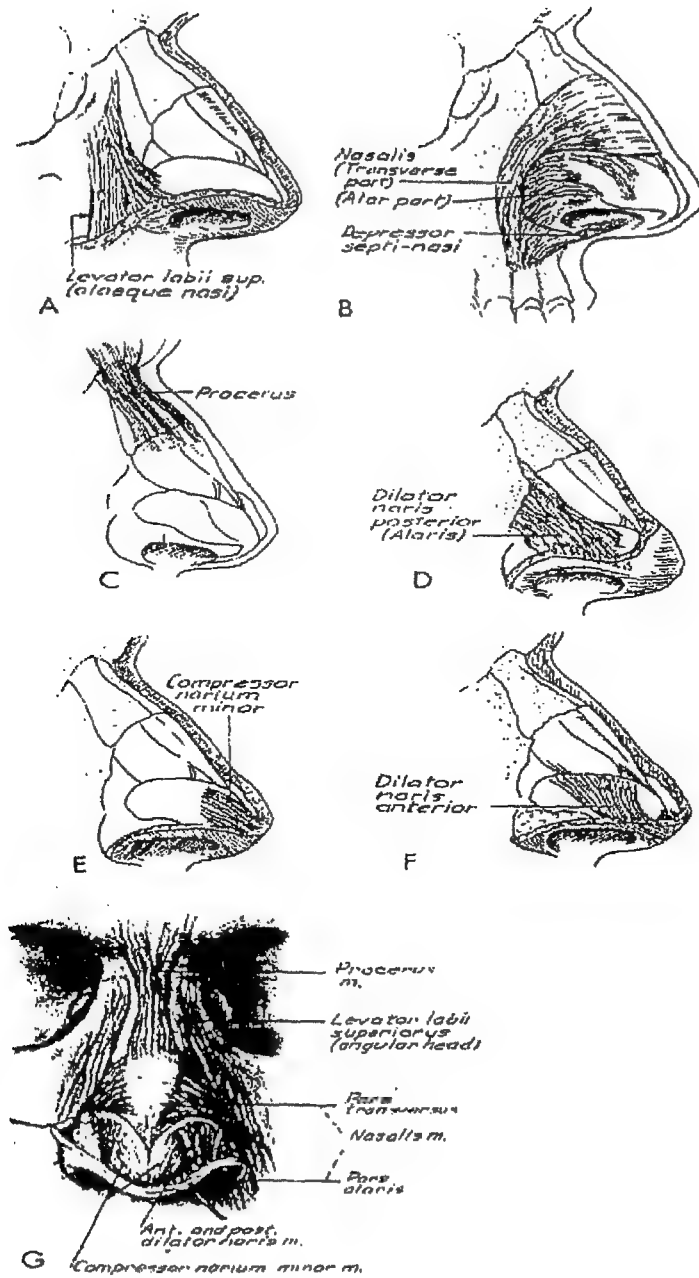 Levator labii sup.
(alaeque nasi)
A
Nasalis
(Transverse
part)
(Alar part)
Depressor
septi-nasi
B
Procerus
C
Dilator
naris
posterior
(Alaris)
D
Compressor
narium
minor
E
Dilator
naris
anterior
F
Procerus
m.
Levator labii
superiorus
(angular head)
Pars
transversus
Nasalis m.
Pars
alaris
Ant. and post.
dilator naris m.
G
Compressor narium minor m.